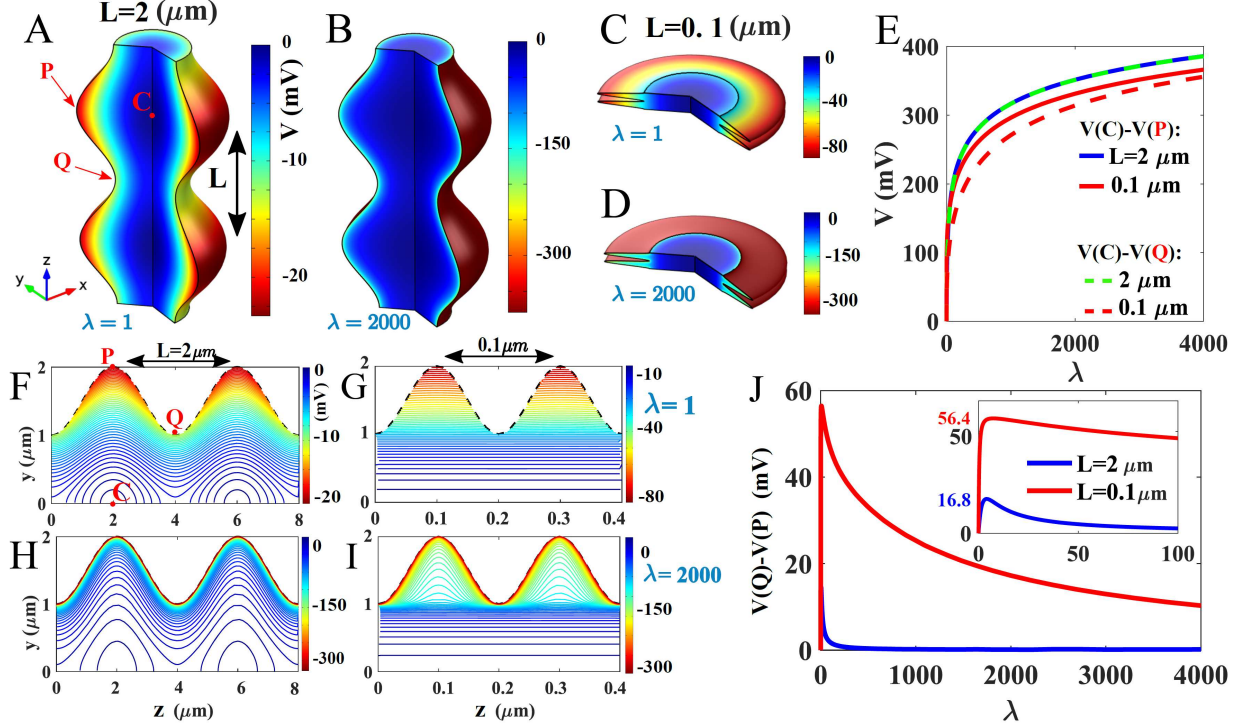 L=2 (μm)
A
P
C
Q
L
z
y
x
λ = 1
0
-10
-20
V (mV)
B
λ = 2000
0
-150
-300
L=0.1 (μm)
C
λ = 1
0
-40
-80
D
λ = 2000
0
-150
-300
E
V (mV)
400
300
200
100
0
0 2000 4000
λ
V(C)-V(P):
L=2 μm
0.1 μm
V(C)-V(Q):
2 μm
0.1 μm
F
P
L=2μm
Q
C
y (μm)
2
1
0
0 2 4 6 8
0
(mV)
-10
-20
G
0.1μm
2
1
0
0 0.1 0.2 0.3 0.4
-10
-40
-80
λ = 1
H
y (μm)
2
1
0
0 2 4 6 8
z (μm)
0
-150
-300
I
2
1
0
0 0.1 0.2 0.3 0.4
z (μm)
0
-150
-300
λ = 2000
J
V(Q)-V(P) (mV)
60
40
20
0
0 1000 2000 3000 4000
λ
56.4
50
16.8
0
0 50 100
L=2 μm
L=0.1μm